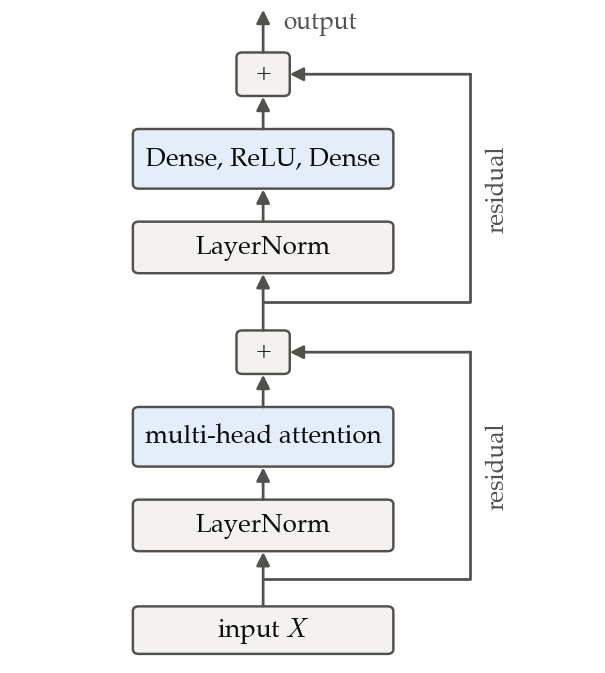 output
+
Dense, ReLU, Dense
residual
LayerNorm
+
multi-head attention
residual
LayerNorm
input X